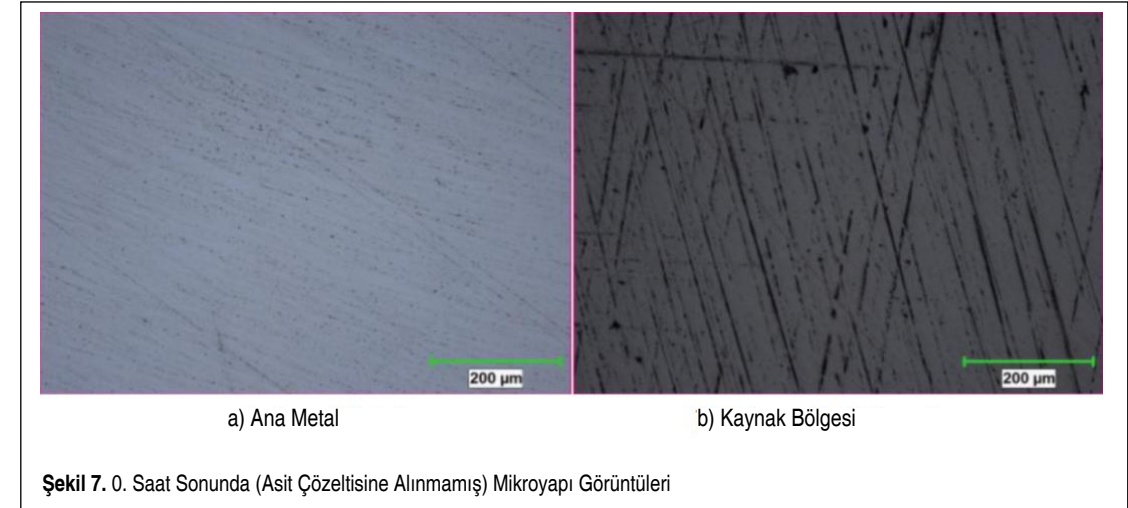 200 µm
200 µm
a) Ana Metal
b) Kaynak Bölgesi
Şekil 7. 0. Saat Sonunda (Asit Çözeltisine Alınmamış) Mikroyapı Görüntüleri